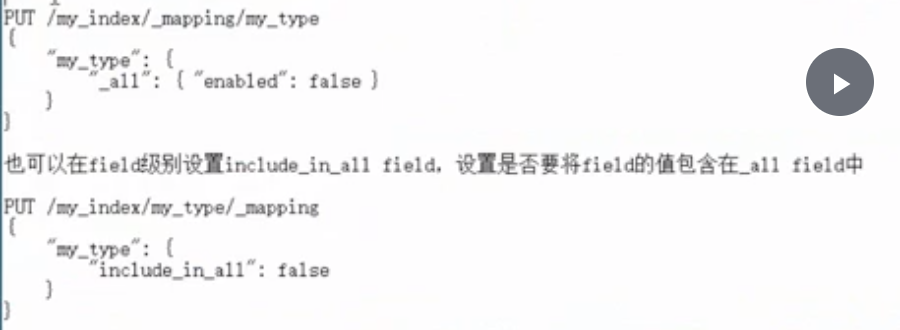 PUT /my_index/_mapping/my_type
{
    "my_type": {
        "_all": { "enabled": false }
    }
}
也可以在field级别设置include_in_all field，设置是否要将field的值包含在_all field中
PUT /my_index/my_type/_mapping
{
    "my_type": {
        "include_in_all": false
    }
}